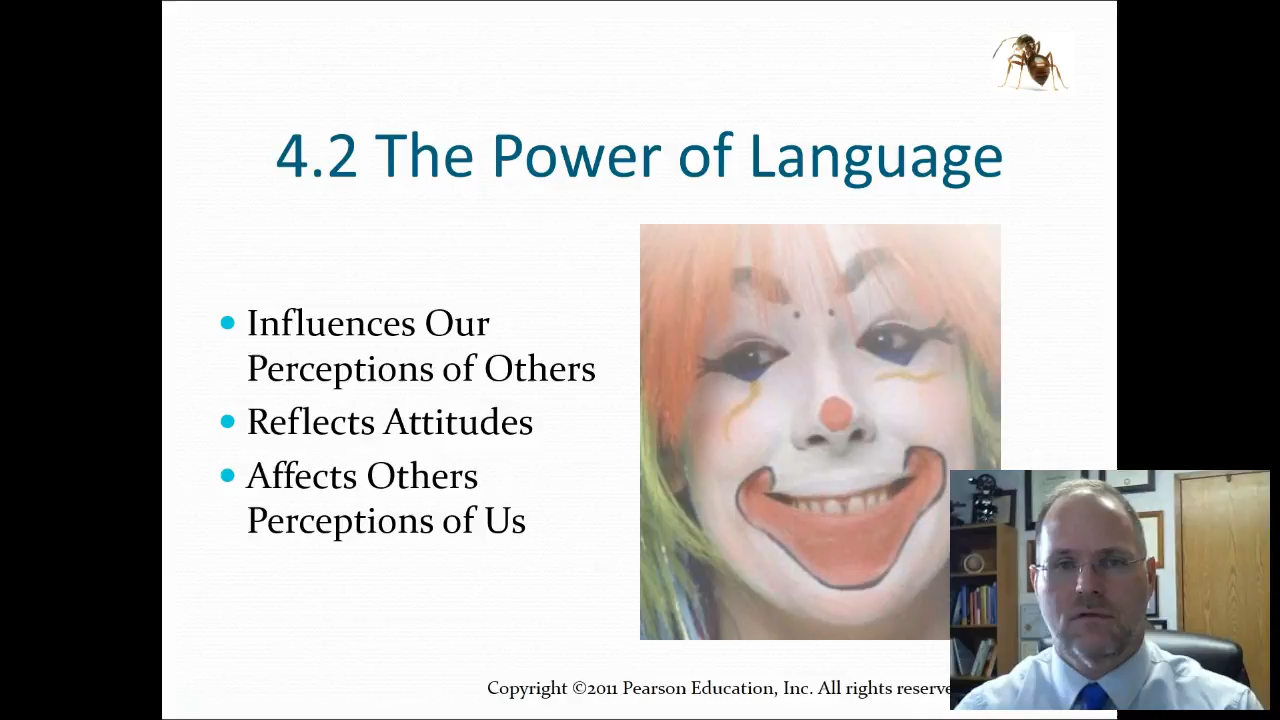 4.2 The Power of Language
Influences Our
Perceptions of Others
Reflects Attitudes
Affects Others
Perceptions of Us
Copyright ©2011 Pearson Education, Inc. All rights